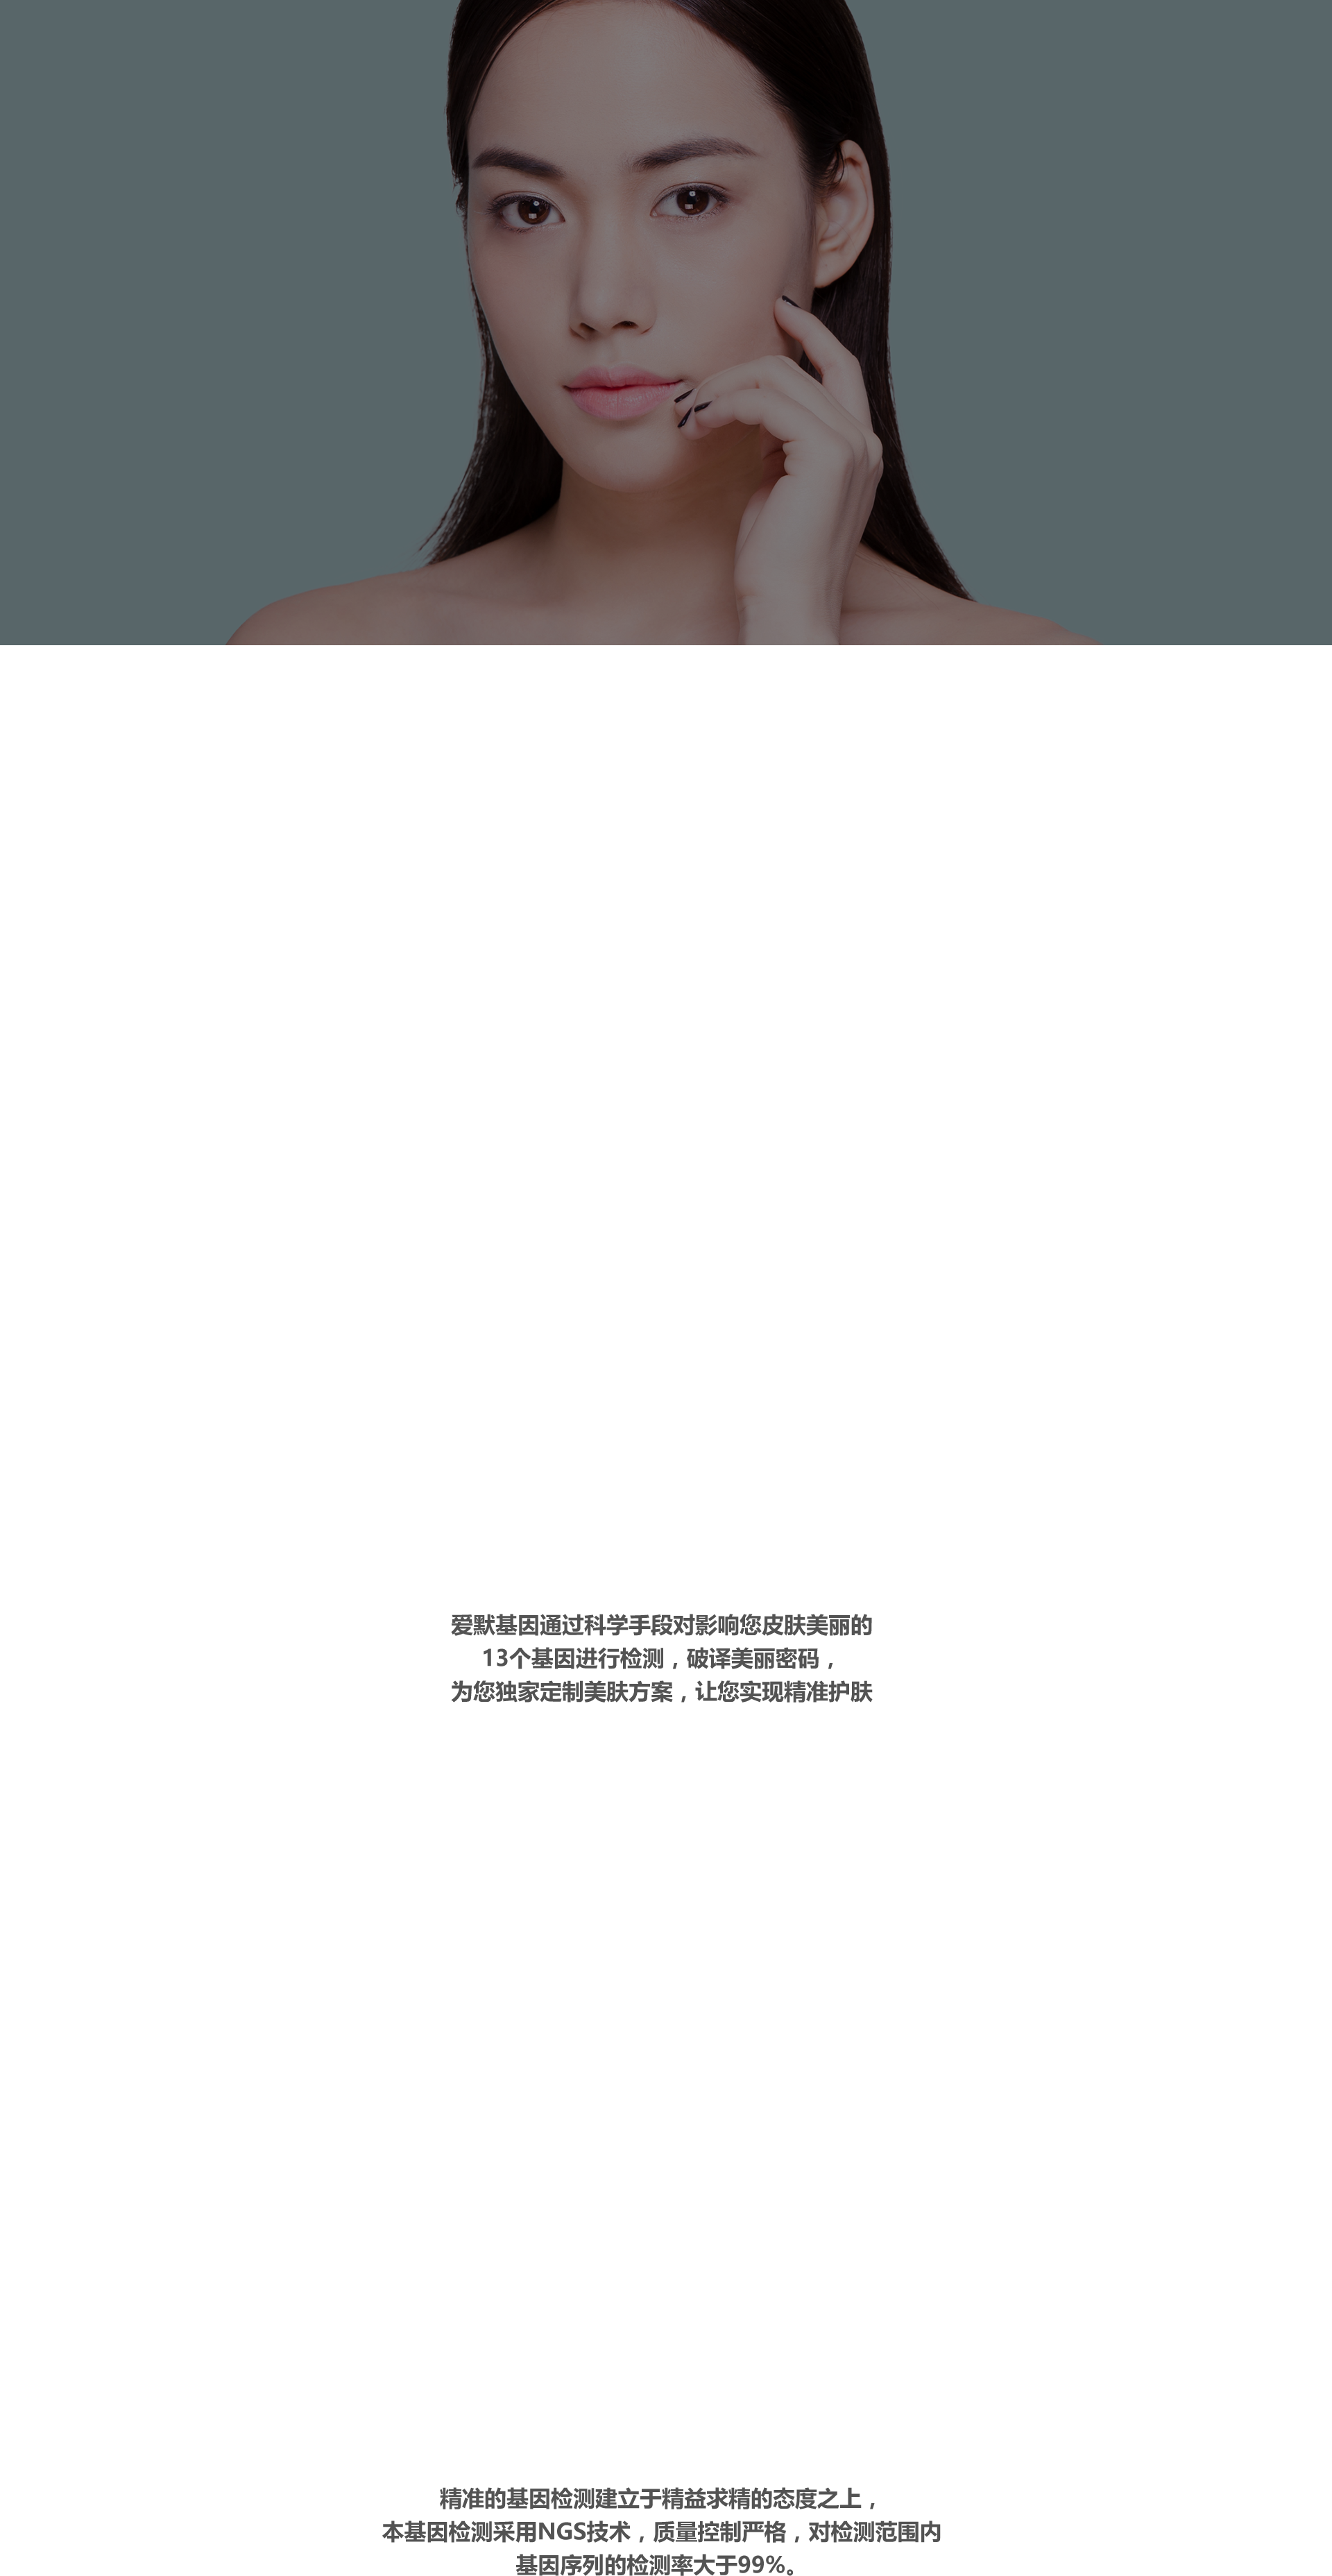 爱默基因通过科学手段对影响您皮肤美丽的
13个基因进行检测，破译美丽密码，
为您独家定制美肤方案，让您实现精准护肤
精准的基因检测建立于精益求精的态度之上，
本基因检测采用NGS技术，质量控制严格，对检测范围内
基因序列的检测率大于99%。